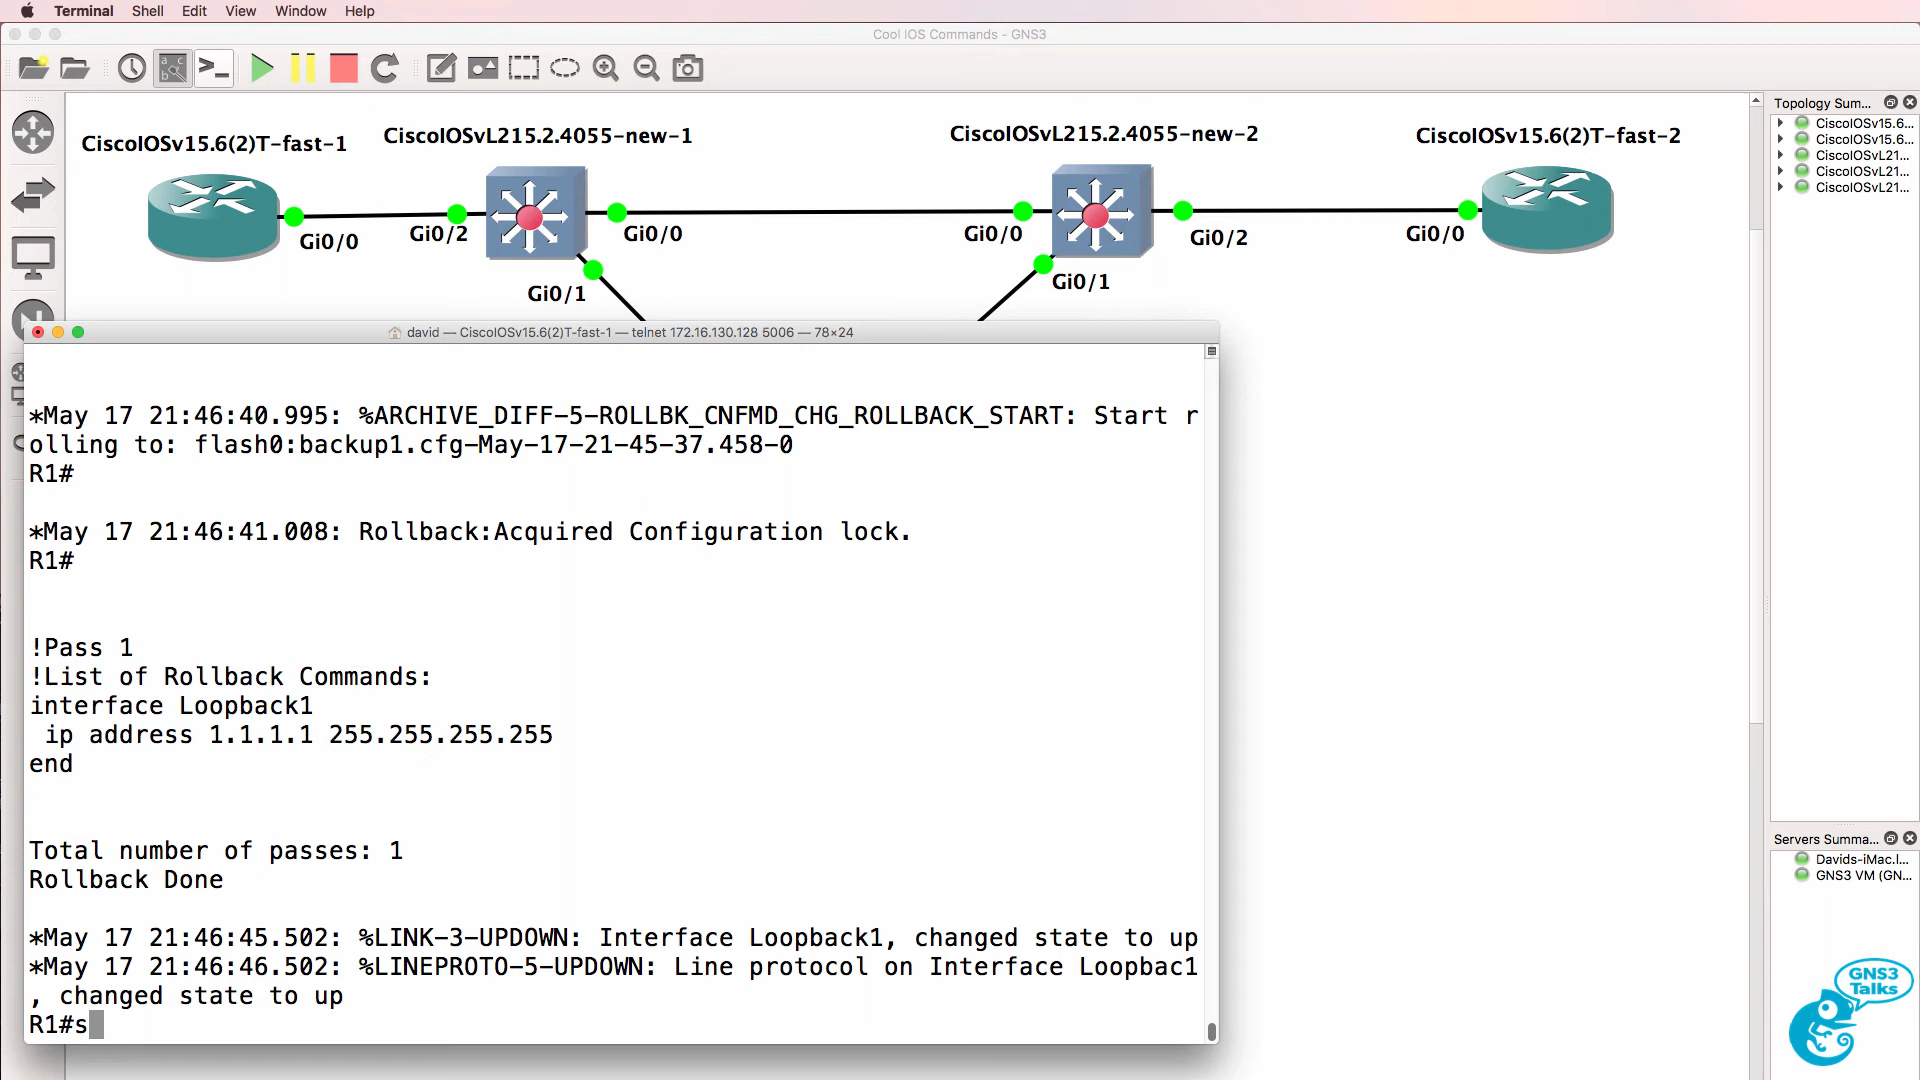 Terminal Shell Edit View Window Help
Cool IOS Commands - GNS3
CiscoIOSv15.6(2)T-fast-1
CiscoIOSvL215.2.4055-new-1
CiscoIOSvL215.2.4055-new-2
CiscoIOSv15.6(2)T-fast-2
Gi0/0
Gi0/2
Gi0/0
Gi0/0
Gi0/2
Gi0/0
Gi0/1
Gi0/1
Topology Sum...
CiscoIOSv15.6...
CiscoIOSv15.6...
CiscoIOSvL21...
CiscoIOSvL21...
CiscoIOSvL21...
david — CiscoIOSv15.6(2)T-fast-1 — telnet 172.16.130.128 5006 — 78×24
*May 17 21:46:40.995: %ARCHIVE_DIFF-5-ROLLBK_CNFMD_CHG_ROLLBACK_START: Start r
olling to: flash0:backup1.cfg-May-17-21-45-37.458-0
R1#
*May 17 21:46:41.008: Rollback:Acquired Configuration lock.
R1#
!Pass 1
!List of Rollback Commands:
interface Loopback1
ip address 1.1.1.1 255.255.255.255
end
Total number of passes: 1
Rollback Done
*May 17 21:46:45.502: %LINK-3-UPDOWN: Interface Loopback1, changed state to up
*May 17 21:46:46.502: %LINEPROTO-5-UPDOWN: Line protocol on Interface Loopbac1
, changed state to up
R1#s
Servers Summa...
Davids-iMac.l...
GNS3 VM (GN...
GNS3
Talks